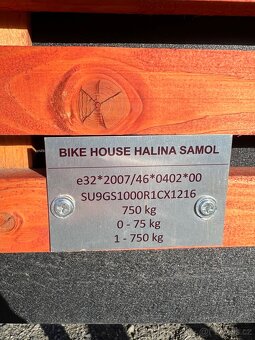 BIKE HOUSE HALINA SAMOL
e32*2007/46*0402*00
SU9GS1000R1CX1216
750 kg
0 - 75 kg
1 - 750 kg